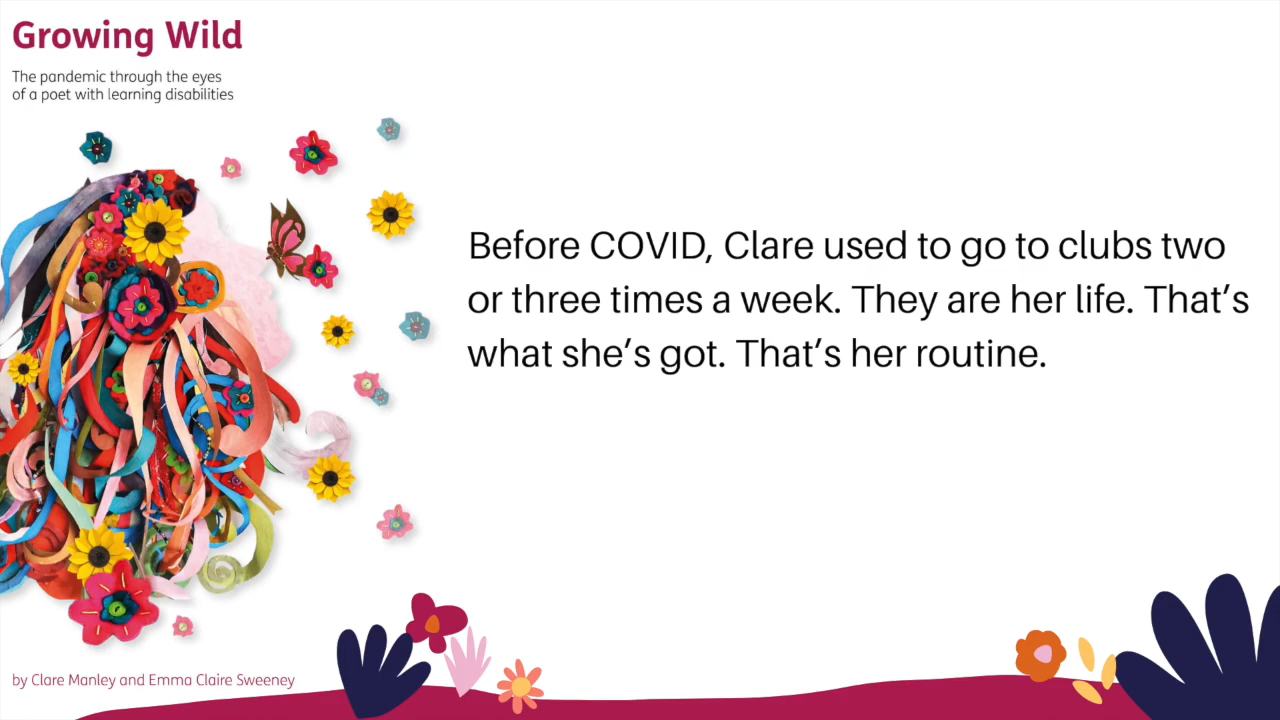 Growing Wild
The pandemic through the eyes
of a poet with learning disabilities
Before COVID, Clare used to go to clubs two
or three times a week. They are her life. That’s
what she’s got. That’s her routine.
by Clare Manley and Emma Claire Sweeney